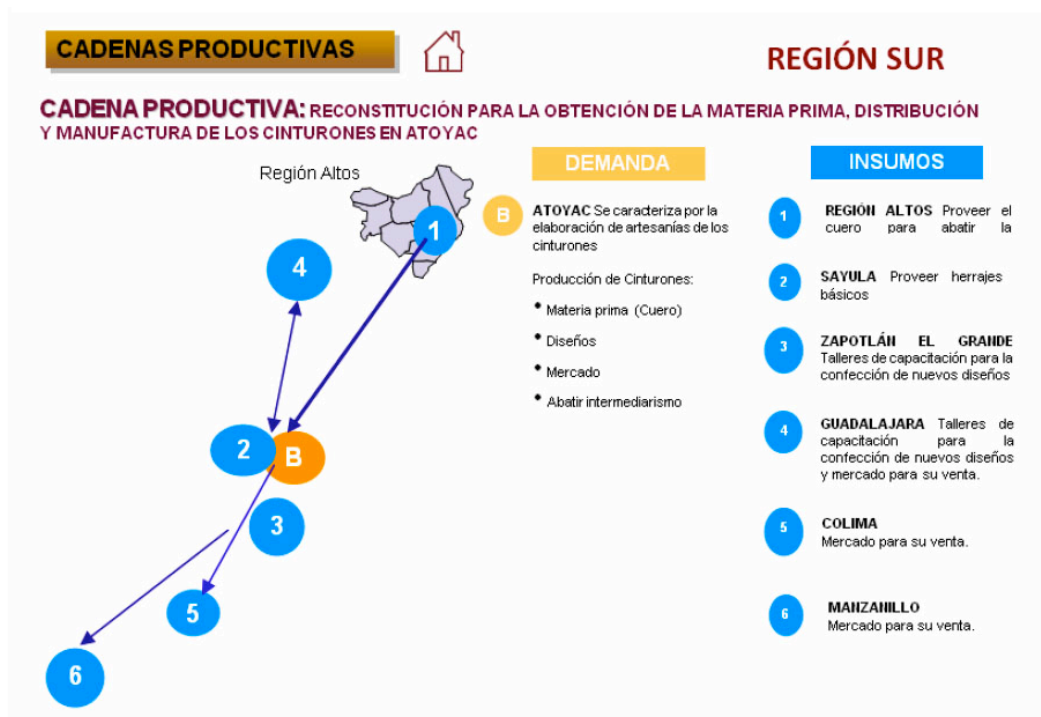 CADENAS PRODUCTIVAS
REGIÓN SUR
CADENA PRODUCTIVA: RECONSTITUCIÓN PARA LA OBTENCIÓN DE LA MATERIA PRIMA, DISTRIBUCIÓN
Y MANUFACTURA DE LOS CINTURONES EN ATOYAC
Región Altos
1
4
2
B
3
5
6
DEMANDA
B
ATOYAC Se caracteriza por la
elaboración de artesanías de los
cinturones
Producción de Cinturones:
• Materia prima (Cuero)
• Diseños
• Mercado
• Abatir intermediarismo
INSUMOS
1
REGIÓN ALTOS Proveer el
cuero para abatir la
2
SAYULA Proveer herrajes
básicos
3
ZAPOTLÁN EL GRANDE
Talleres de capacitación para la
confección de nuevos diseños
4
GUADALAJARA Talleres de
capacitación para la
confección de nuevos diseños
y mercado para su venta.
5
COLIMA
Mercado para su venta.
6
MANZANILLO
Mercado para su venta.